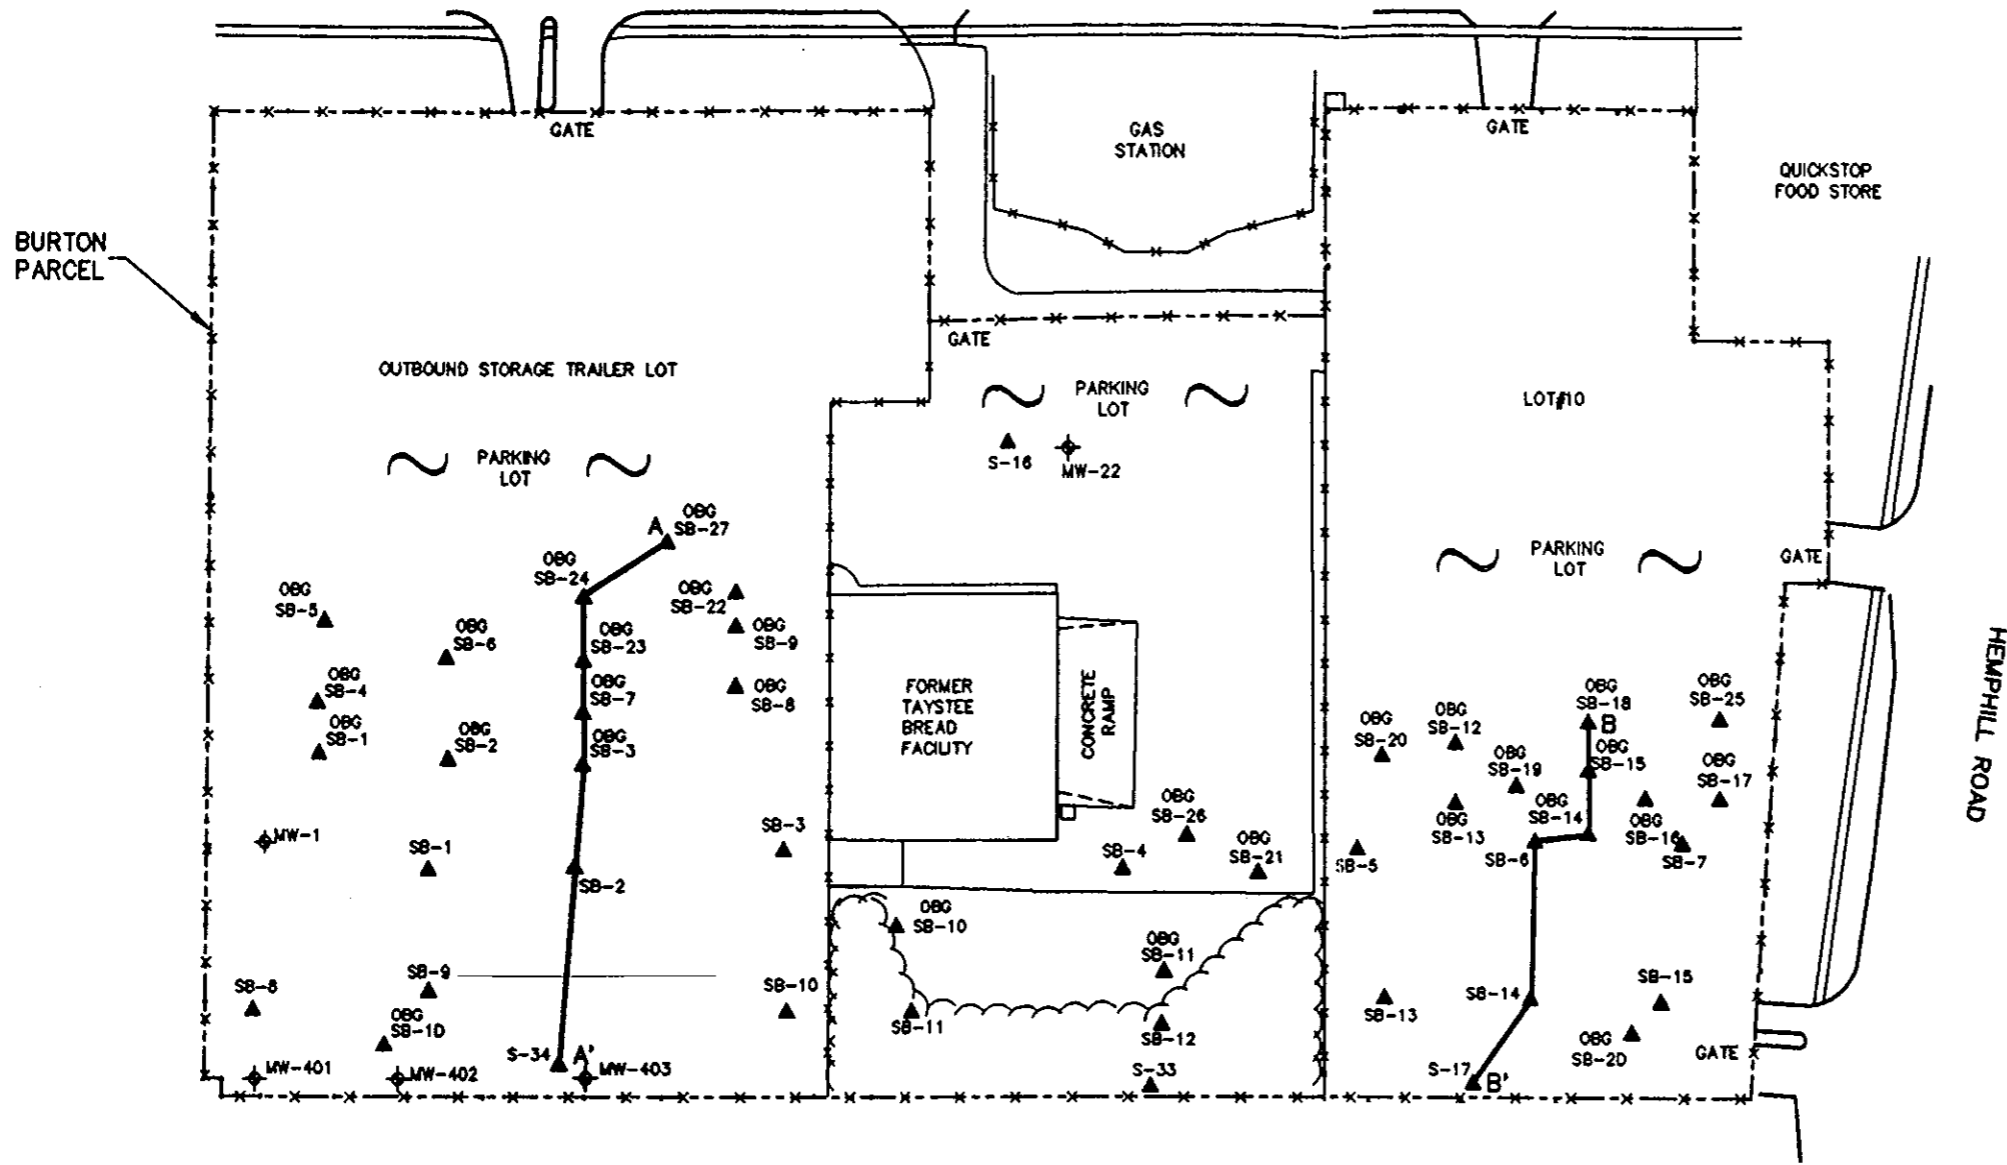 GATE
GAS
STATION
GATE
QUICKSTOP
FOOD STORE
BURTON
PARCEL
GATE
OUTBOUND STORAGE TRAILER LOT
PARKING
LOT
LOT#10
S-16
MW-22
PARKING
LOT
A
OBG
SB-27
OBG
SB-24
PARKING
LOT
GATE
OBG
SB-5
OBG
SB-22
OBG
SB-9
OBG
SB-6
OBG
SB-23
OBG
SB-4
OBG
SB-7
OBG
SB-8
OBG
SB-1
OBG
SB-2
OBG
SB-3
FORMER
TAYSTEE
BREAD
FACILITY
CONCRETE
RAMP
HEMPHILL ROAD
OBG
SB-18
B
OBG
SB-25
OBG
SB-12
OBG
SB-20
OBG
SB-19
OBG
SB-15
OBG
SB-17
OBG
SB-13
OBG
SB-14
OBG
SB-16
SB-7
MW-1
SB-1
SB-2
SB-3
OBG
SB-26
SB-4
OBG
SB-21
SB-5
SB-6
OBG
SB-10
OBG
SB-11
SB-8
SB-9
OBG
SB-1D
SB-10
SB-11
SB-12
SB-13
SB-14
SB-15
OBG
SB-2D
GATE
S-34
A'
MW-401
MW-402
MW-403
S-33
S-17
B'